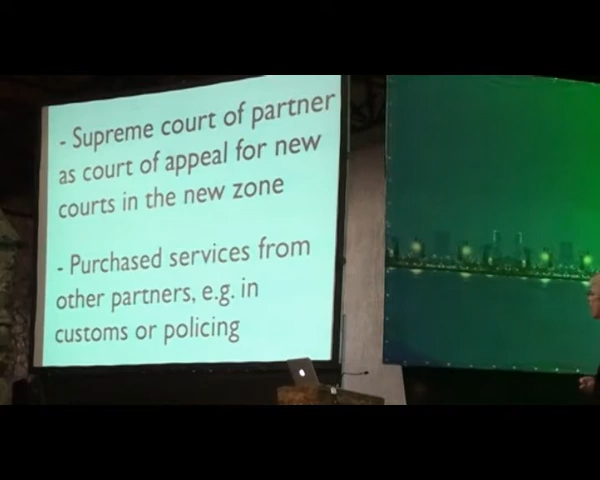 - Supreme court of partner
as court of appeal for new
courts in the new zone
- Purchased services from
other partners, e.g. in
customs or policing